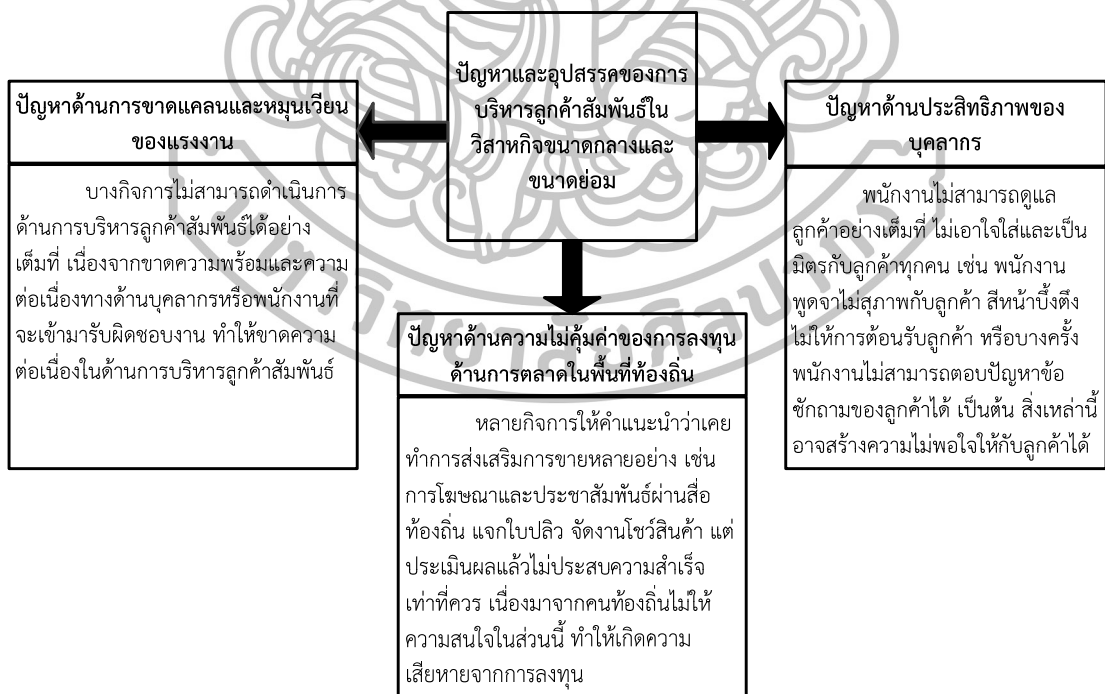 ปัญหาและอุปสรรคของการ
บริหารลูกค้าสัมพันธ์ใน
วิสาหกิจขนาดกลางและ
ขนาดย่อม
ปัญหาด้านการขาดแคลนและหมุนเวียน
ของแรงงาน
บางกิจการไม่สามารถดำเนินการ
ด้านการบริหารลูกค้าสัมพันธ์ได้อย่าง
เต็มที่ เนื่องจากขาดความพร้อมและความ
ต่อเนื่องทางด้านบุคลากรหรือพนักงานที่
จะเข้ามารับผิดชอบงาน ทำให้ขาดความ
ต่อเนื่องในด้านการบริหารลูกค้าสัมพันธ์
ปัญหาด้านความไม่คุ้มค่าของการลงทุน
ด้านการตลาดในพื้นที่ท้องถิ่น
หลายกิจการให้คำแนะนำว่าเคย
ทำการส่งเสริมการขายหลายอย่าง เช่น
การโฆษณาและประชาสัมพันธ์ผ่านสื่อ
ท้องถิ่น แจกใบปลิว จัดงานโชว์สินค้า แต่
ประเมินผลแล้วไม่ประสบความสำเร็จ
เท่าที่ควร เนื่องมาจากคนท้องถิ่นไม่ให้
ความสนใจในส่วนนี้ ทำให้เกิดความ
เสียหายจากการลงทุน
ปัญหาด้านประสิทธิภาพของ
บุคลากร
พนักงานไม่สามารถดูแล
ลูกค้าอย่างเต็มที่ ไม่เอาใจใส่และเป็น
มิตรกับลูกค้าทุกคน เช่น พนักงาน
พูดจาไม่สุภาพกับลูกค้า สีหน้าบึ้งตึง
ไม่ให้การต้อนรับลูกค้า หรือบางครั้ง
พนักงานไม่สามารถตอบปัญหาข้อ
ซักถามของลูกค้าได้ เป็นต้น สิ่งเหล่านี้
อาจสร้างความไม่พอใจให้กับลูกค้าได้
มหาวิทยาลัยศิลปากร